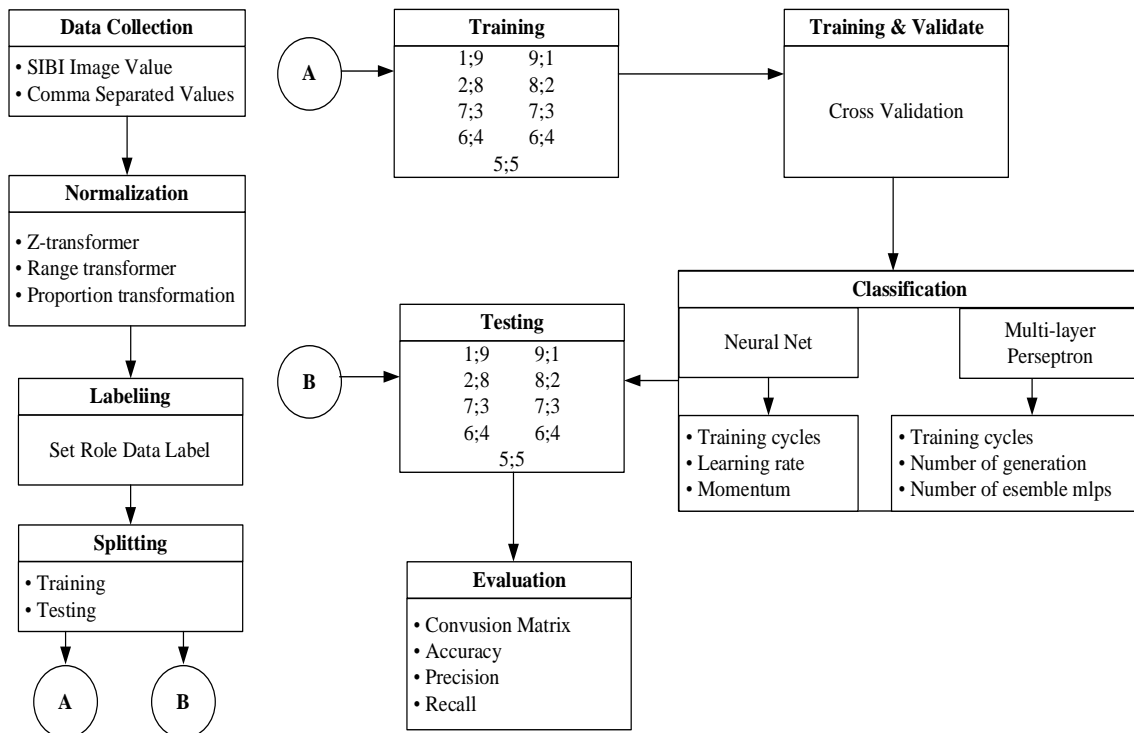 Data Collection
• SIBI Image Value
• Comma Separated Values
Normalization
• Z-transformer
• Range transformer
• Proportion transformation
Labeliing
Set Role Data Label
Splitting
• Training
• Testing
A
B
A
Training
1;9 9;1
2;8 8;2
7;3 7;3
6;4 6;4
5;5
Training & Validate
Cross Validation
Classification
Neural Net
Multi-layer
Perseptron
• Training cycles
• Learning rate
• Momentum
• Training cycles
• Number of generation
• Number of esemble mlps
B
Testing
1;9 9;1
2;8 8;2
7;3 7;3
6;4 6;4
5;5
Evaluation
• Convusion Matrix
• Accuracy
• Precision
• Recall